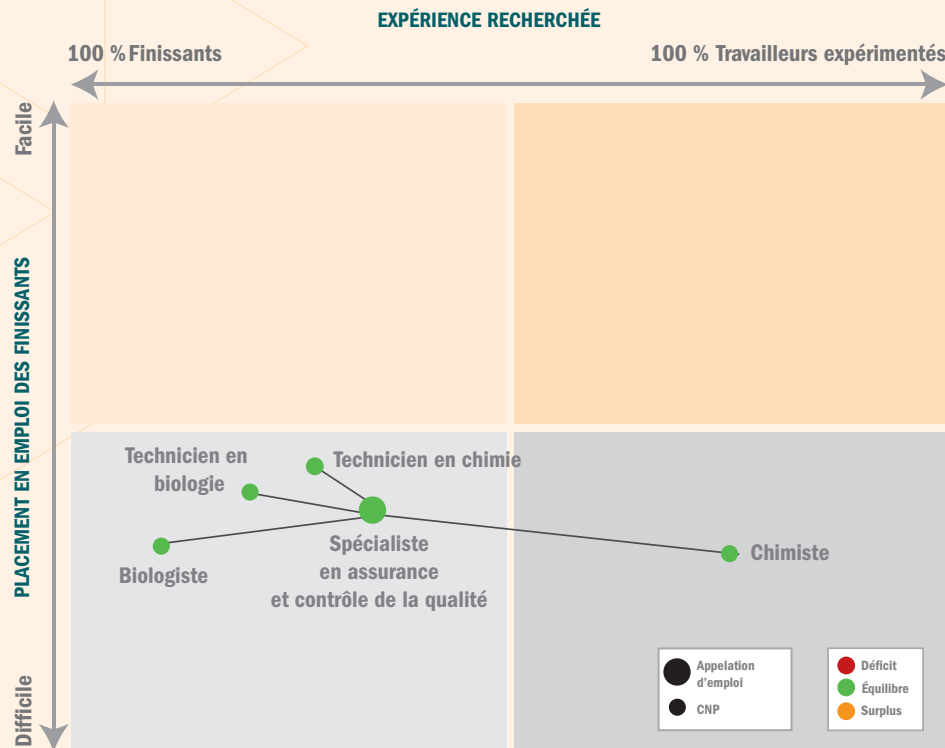 EXPÉRIENCE RECHERCHÉE
100 % Finissants
100 % Travailleurs expérimentés
Facile
PLACEMENT EN EMPLOI DES FINISSANTS
Difficile
Technicien en
biologie
Technicien en chimie
Spécialiste
en assurance
et contrôle de la qualité
Biologiste
Chimiste
Appelation
d'emploi
CNP
Déficit
Équilibre
Surplus